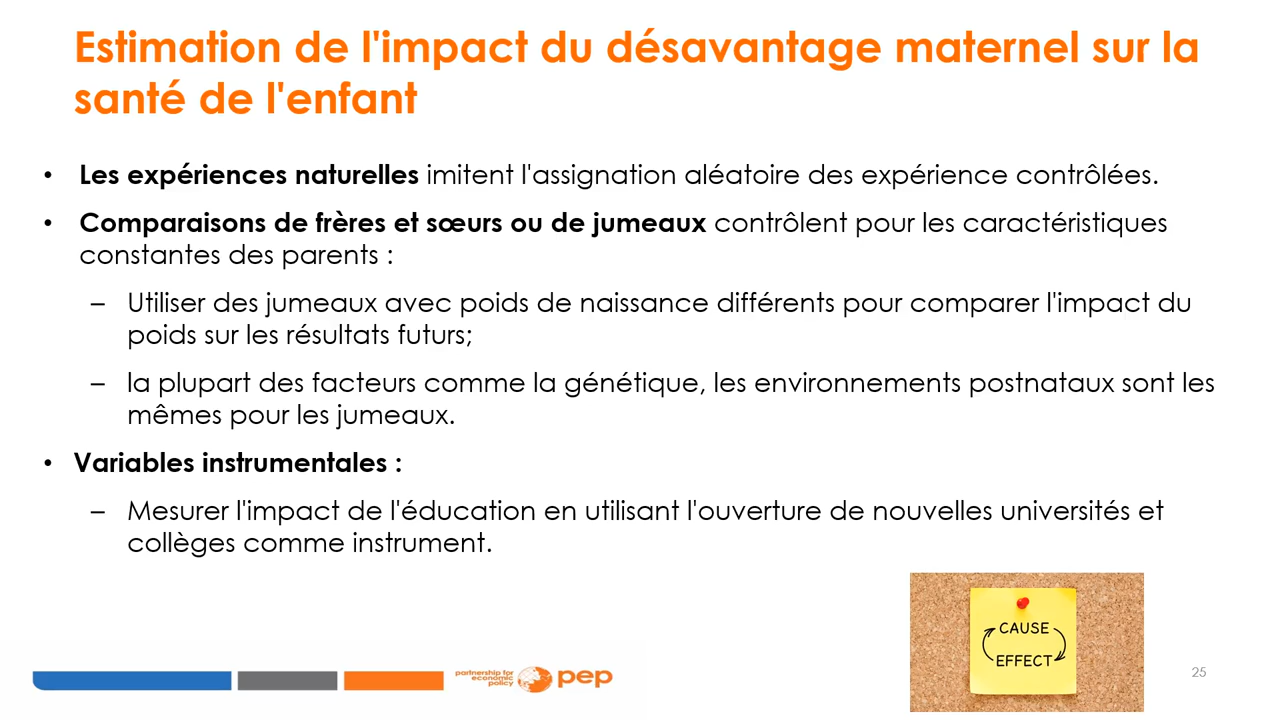 Estimation de l'impact du désavantage maternel sur la
santé de l'enfant
• Les expériences naturelles imitent l'assignation aléatoire des expérience contrôlées.
• Comparaisons de frères et sœurs ou de jumeaux contrôlent pour les caractéristiques
constantes des parents :
– Utiliser des jumeaux avec poids de naissance différents pour comparer l'impact du
poids sur les résultats futurs;
– la plupart des facteurs comme la génétique, les environnements postnataux sont les
mêmes pour les jumeaux.
• Variables instrumentales :
– Mesurer l'impact de l'éducation en utilisant l'ouverture de nouvelles universités et
collèges comme instrument.
CAUSE
EFFECT
partnership for
economic
policy
pep
25